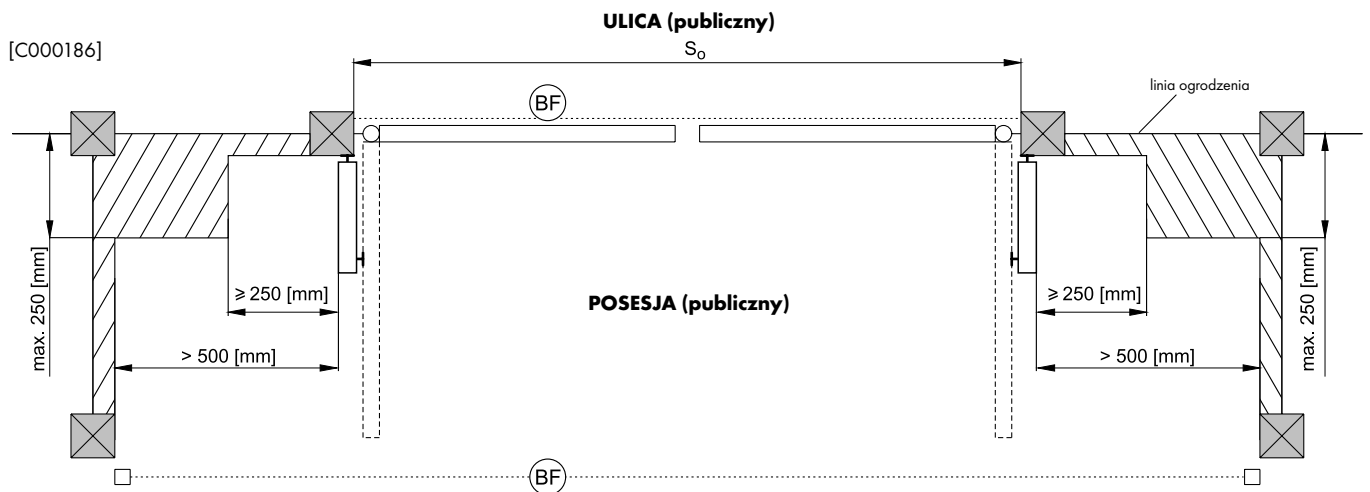 ULICA (publiczny)
[C000186]
So
BF
linia ogrodzenia
max. 250 [mm]
≥ 250 [mm]
POSESJA (publiczny)
≥ 250 [mm]
max. 250 [mm]
> 500 [mm]
> 500 [mm]
BF